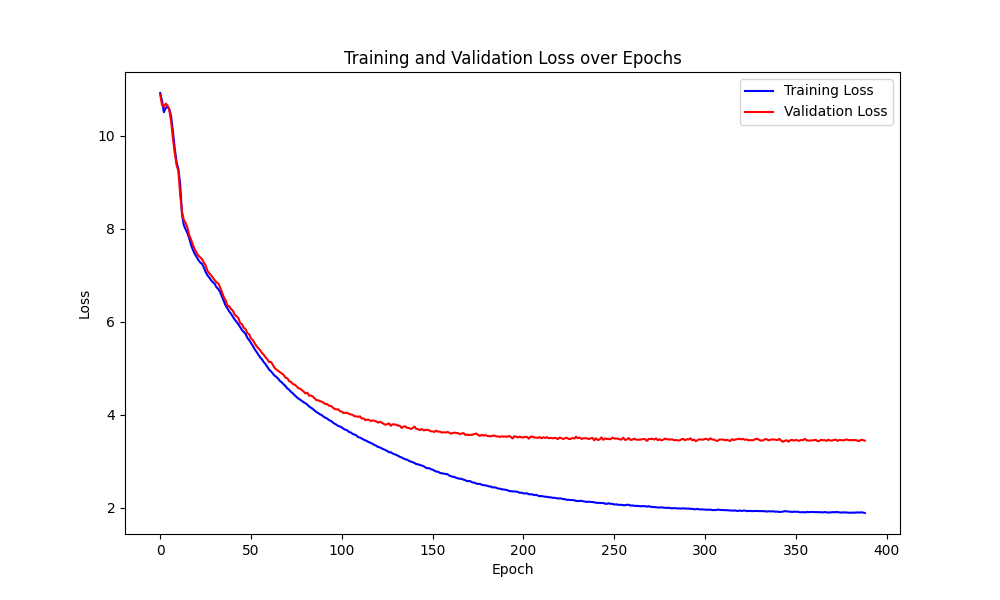 Training and Validation Loss over Epochs
Training Loss
Validation Loss
10
8
6
4
2
Loss
0 50 100 150 200 250 300 350 400
Epoch